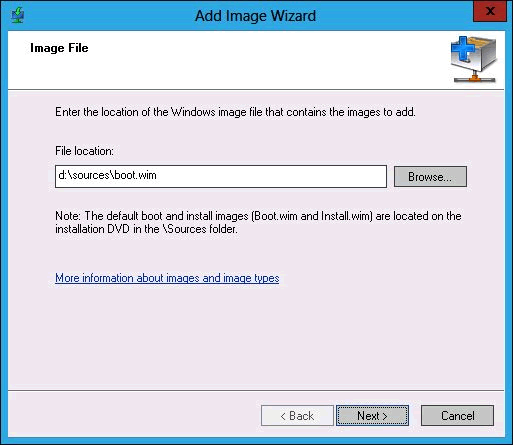 Add Image Wizard
x
Image File
Enter the location of the Windows image file that contains the images to add.
File location:
d:\sources\boot.wim
Browse...
Note: The default boot and install images (Boot.wim and Install.wim) are located on the
installation DVD in the \Sources folder.
More information about images and image types
< Back
Next >
Cancel